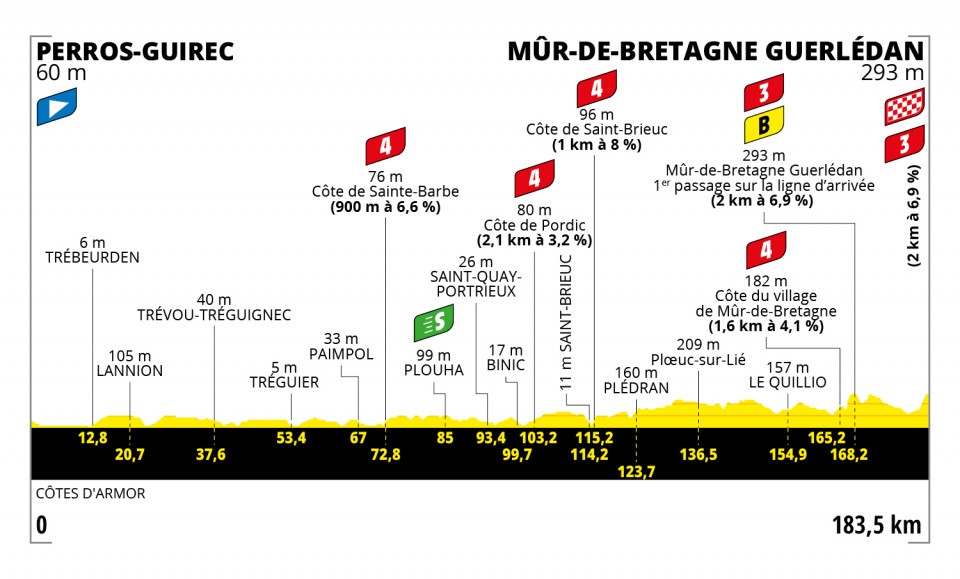 PERROS-GUIREC
60 m
MÛR-DE-BRETAGNE GUERLÉDAN
293 m
6 m
TRÉBEURDEN
105 m
LANNION
40 m
TRÉVOU-TRÉGUIGNEC
5 m
TRÉGUIER
33 m
PAIMPOL
4
76 m
Côte de Sainte-Barbe
(900 m à 6,6 %)
S
99 m
PLOUHA
26 m
SAINT-QUAY-
PORTRIEUX
17 m
BINIC
4
80 m
Côte de Pordic
(2,1 km à 3,2 %)
11 m SAINT-BRIEUC
4
96 m
Côte de Saint-Brieuc
(1 km à 8 %)
160 m
PLÉDRAN
209 m
Plœuc-sur-Lié
157 m
LE QUILLIO
4
182 m
Côte du village
de Mûr-de-Bretagne
(1,6 km à 4,1 %)
3
B
293 m
Mûr-de-Bretagne Guerlédan
1er passage sur la ligne d'arrivée
(2 km à 6,9 %)
3
(2 km à 6,9 %)
12,8
20,7
37,6
53,4
67
72,8
85
93,4
99,7
103,2
114,2
115,2
123,7
136,5
154,9
165,2
168,2
CÔTES D'ARMOR
0
183,5 km